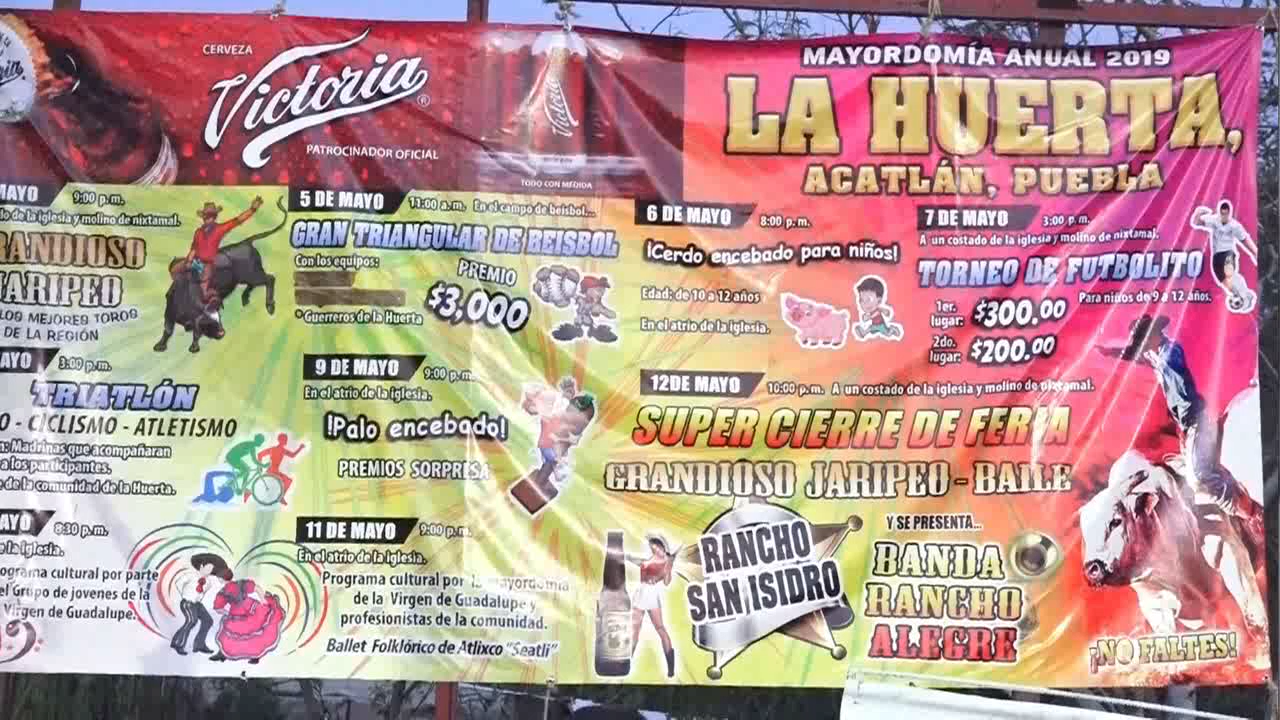 CERVEZA
Victoria®
PATROCINADOR OFICIAL
Victoria
TODO CON MEDIDA
MAYORDOMÍA ANUAL 2019
LA HUERTA,
ACATLÁN, PUEBLA
MAYO 9:00 p.m.
de la iglesia y molino de nixtamal.
RANDIOSO
JARIPEO
LOS MEJORES TOROS
DE LA REGIÓN
5 DE MAYO 11:00 a.m. En el campo de beisbol...
GRAN TRIANGULAR DE BEISBOL
Con los equipos:
PREMIO
$3,000
* Guerreros de la Huerta
6 DE MAYO 8:00 p.m.
¡Cerdo encebado para niños!
Edad: de 10 a 12 años
En el atrio de la iglesia.
7 DE MAYO 3:00 p.m.
A un costado de la iglesia y molino de nixtamal.
TORNEO DE FUTBOLITO
Para niños de 9 a 12 años.
1er. lugar: $300.00
2do. lugar: $200.00
AYO 3:00 p.m.
TRIATLÓN
O - CICLISMO - ATLETISMO
Madrinas que acompañaran
a los participantes.
de la comunidad de la Huerta.
9 DE MAYO 9:00 p.m.
En el atrio de la iglesia.
¡Palo encebado!
PREMIOS SORPRESA
12DE MAYO 10:00 p.m. A un costado de la iglesia y molino de nixtamal.
SUPER CIERRE DE FERIA
GRANDIOSO JARIPEO - BAILE
AYO 8:30 p.m.
e la iglesia.
ograma cultural por parte
el Grupo de jovenes de la
Virgen de Guadalupe.
11 DE MAYO 9:00 p.m.
En el atrio de la iglesia.
Programa cultural por la mayordomía
de la Virgen de Guadalupe y
profesionistas de la comunidad.
Ballet Folklórico de Atlixco "Seatli"
RANCHO
SAN ISIDRO
Y SE PRESENTA...
BANDA
RANCHO
ALEGRE
¡NO FALTES!